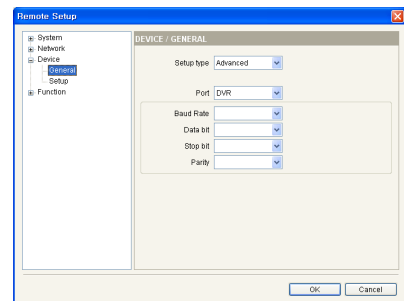 Remote Setup
System
Network
Device
General
Setup
Function
DEVICE / GENERAL
Setup type Advanced
Port DVR
Baud Rate
Data bit
Stop bit
Parity
OK Cancel